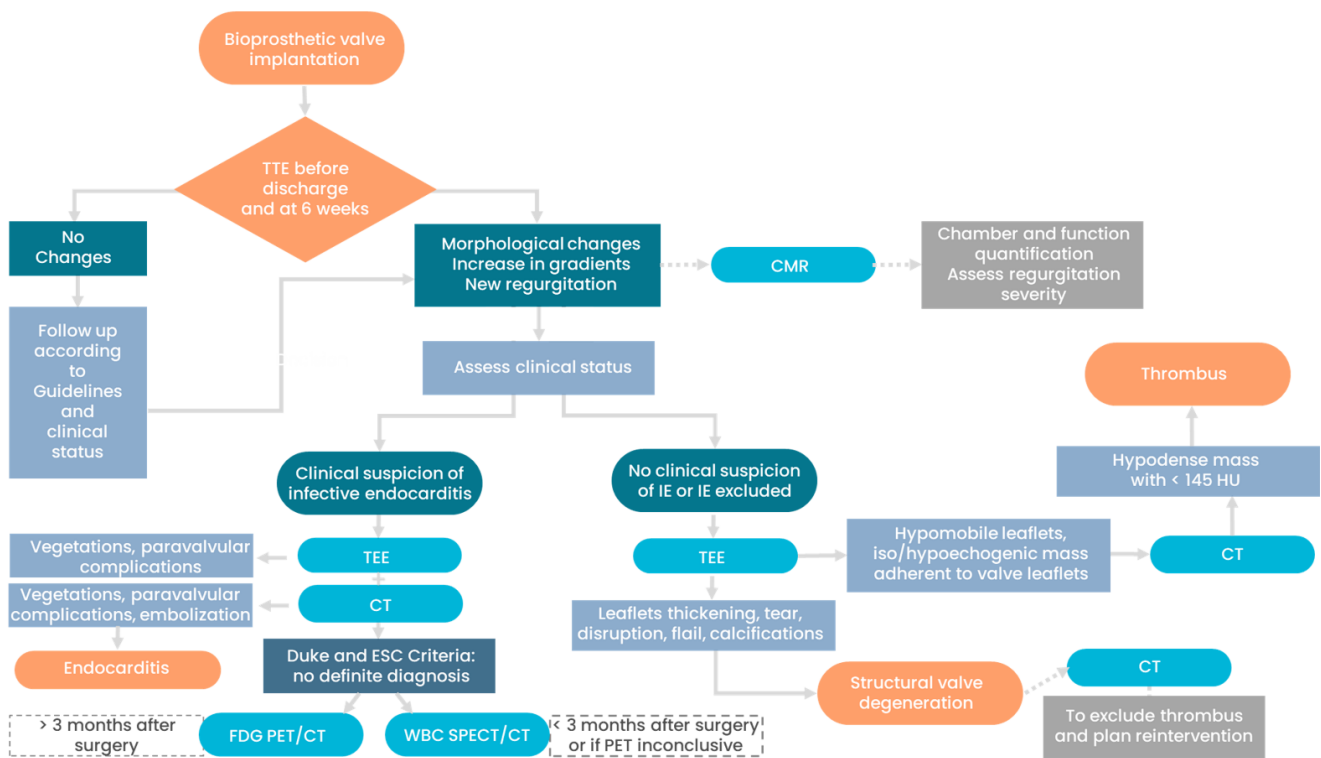 Bioprosthetic valve
implantation
TTE before
discharge
and at 6 weeks
No
Changes
Morphological changes
Increase in gradients
New regurgitation
CMR
Chamber and function
quantification
Assess regurgitation
severity
Follow up
according
to
Guidelines
and
clinical
status
Assess clinical status
Thrombus
Clinical suspicion of
infective endocarditis
No clinical suspicion
of IE or IE excluded
Hypodense mass
with < 145 HU
Vegetations, paravalvular
complications
TEE
+
TEE
Hypomobile leaflets,
iso/hypoechogenic mass
adherent to valve leaflets
CT
Vegetations, paravalvular
complication, embolization
CT
Leaflets thickening, tear,
disruption, flail, calcifications
Endocarditis
Duke and ESC Criteria:
no definite diagnosis
Structural valve
degeneration
CT
> 3 months after
surgery
FDG PET/CT
WBC SPECT/CT
< 3 months after surgery
or if PET inconclusive
To exclude thrombus
and plan reintervention